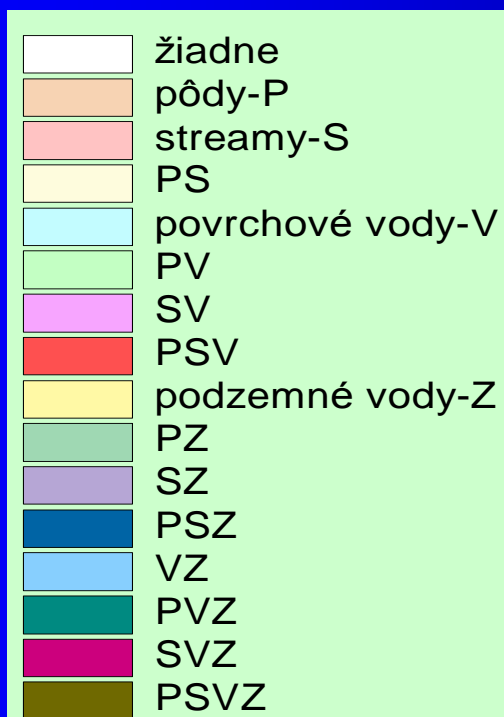 žiadne
pôdy-P
streamy-S
PS
povrchové vody-V
PV
SV
PSV
podzemné vody-Z
PZ
SZ
PSZ
VZ
PVZ
SVZ
PSVZ